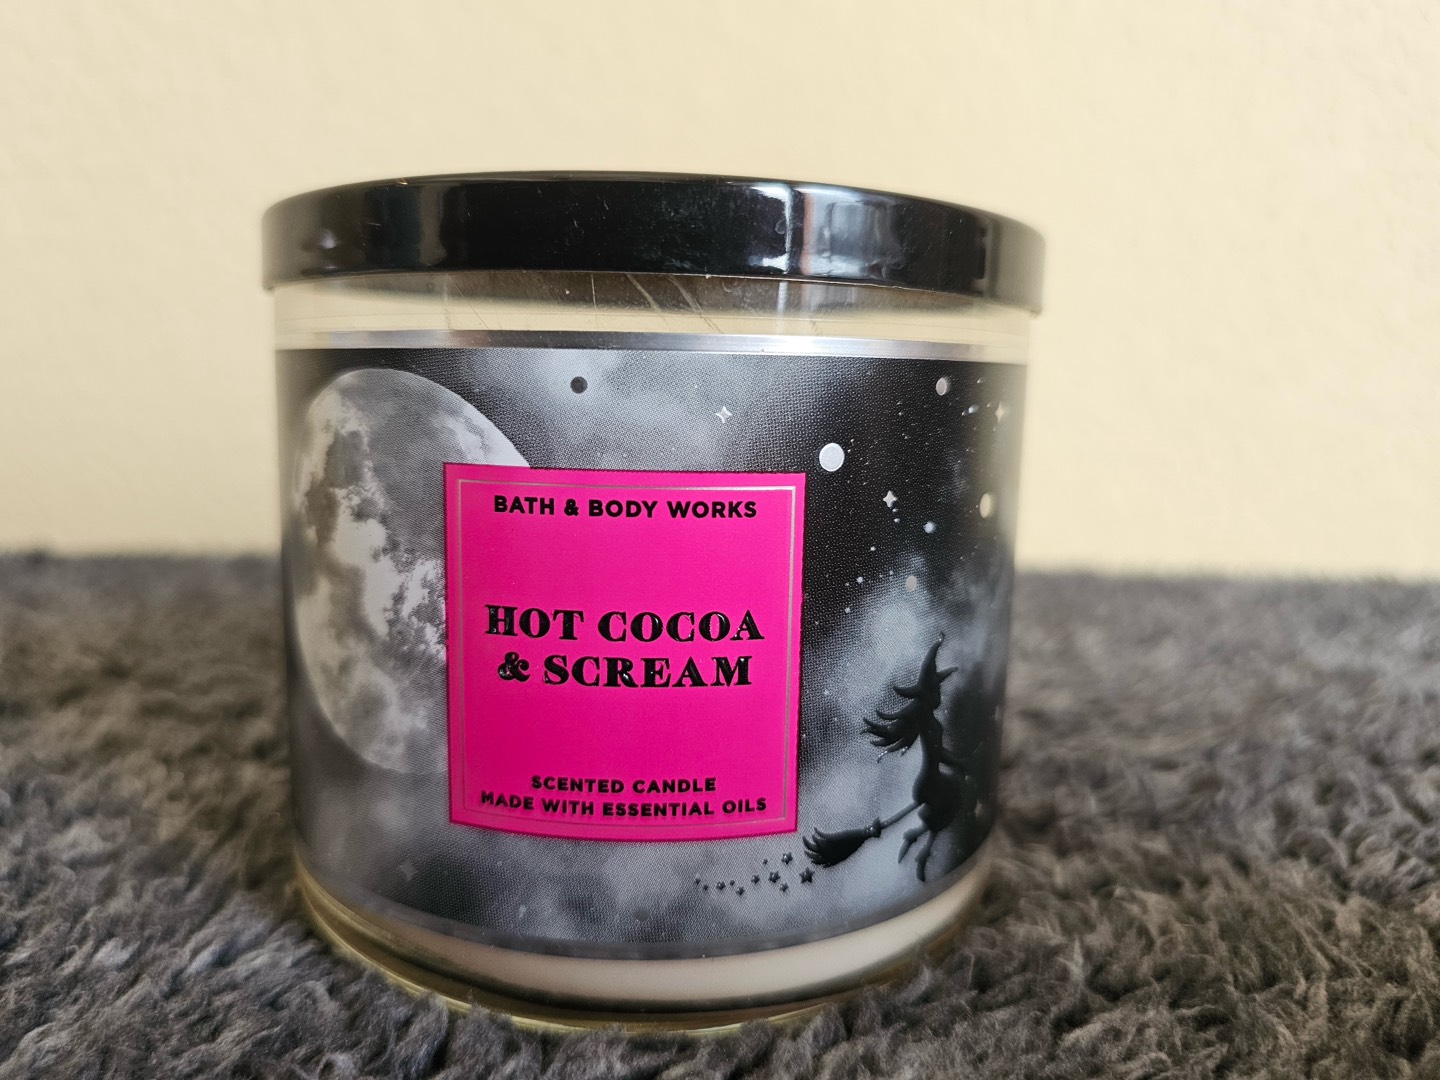 BATH & BODY WORKS
HOT COCOA
& SCREAM
SCENTED CANDLE
MADE WITH ESSENTIAL OILS